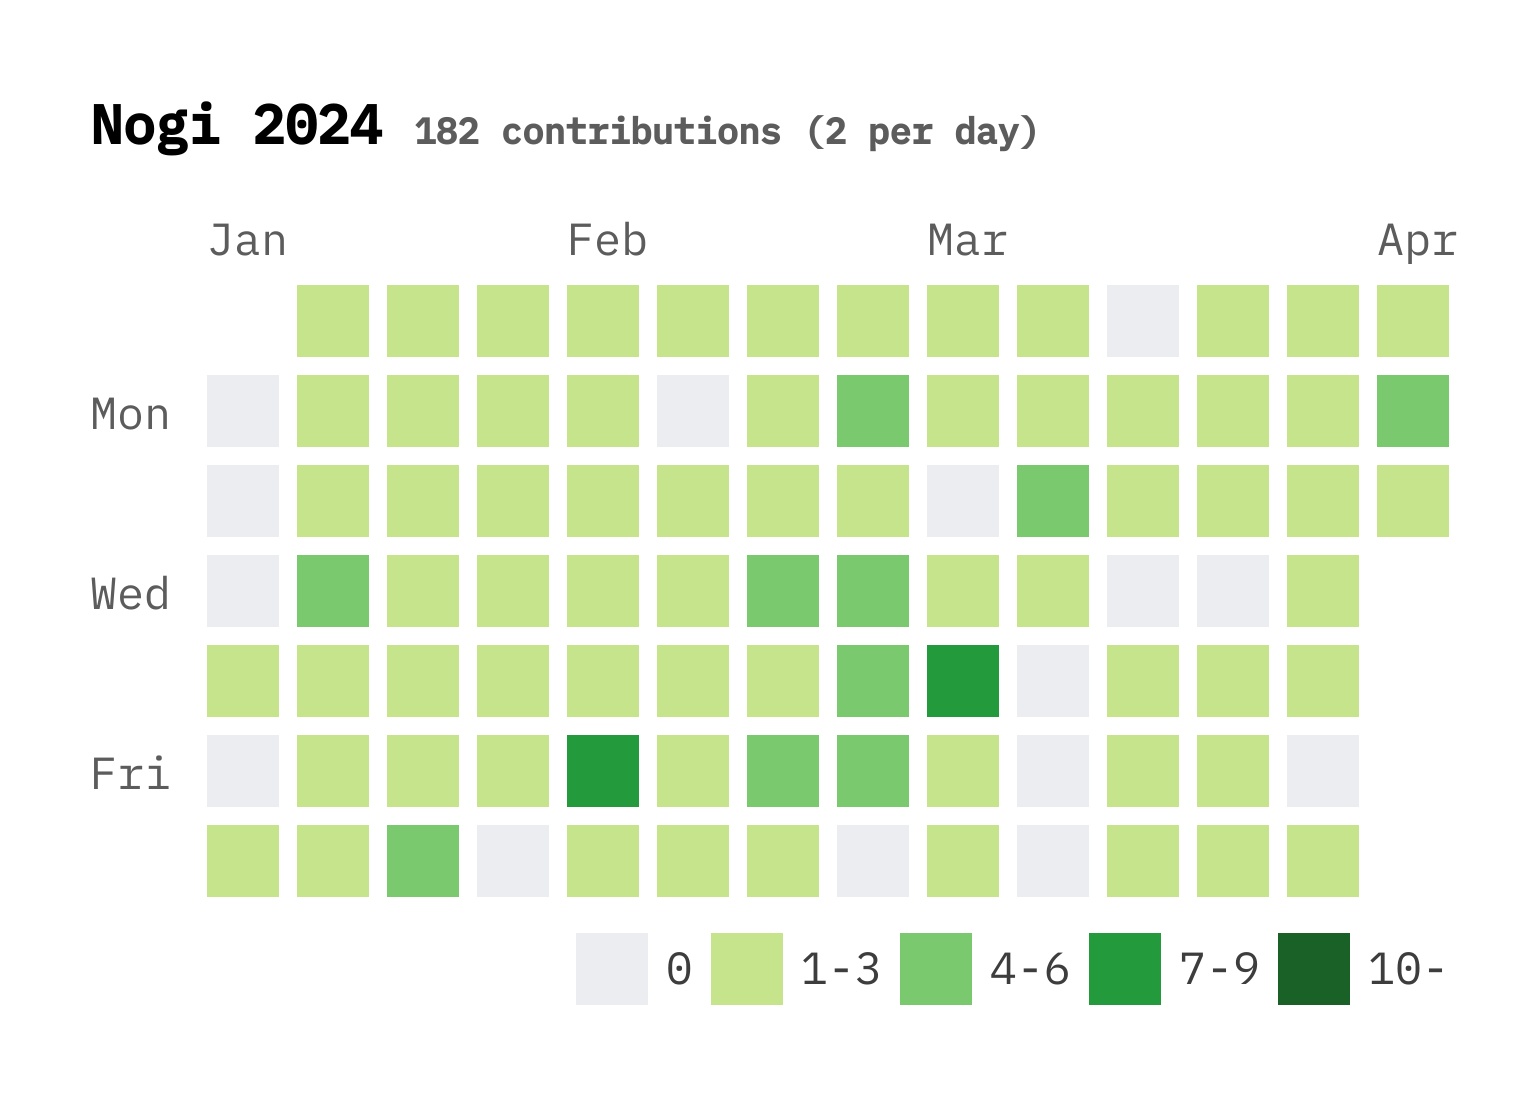 Nogi 2024 182 contributions (2 per day)
Jan Feb Mar Apr
Mon
Wed
Fri
0 1-3 4-6 7-9 10-